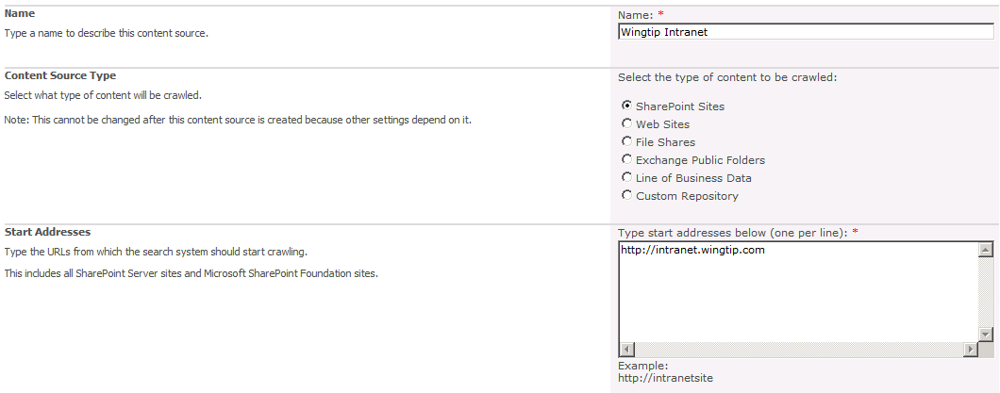 Name
Type a name to describe this content source.
Name: *
Wingtip Intranet
Content Source Type
Select what type of content will be crawled.
Note: This cannot be changed after this content source is created because other settings depend on it.
Select the type of content to be crawled:
SharePoint Sites
Web Sites
File Shares
Exchange Public Folders
Line of Business Data
Custom Repository
Start Addresses
Type the URLs from which the search system should start crawling.
This includes all SharePoint Server sites and Microsoft SharePoint Foundation sites.
Type start addresses below (one per line): *
http://intranet.wingtip.com
Example:
http://intranetsite